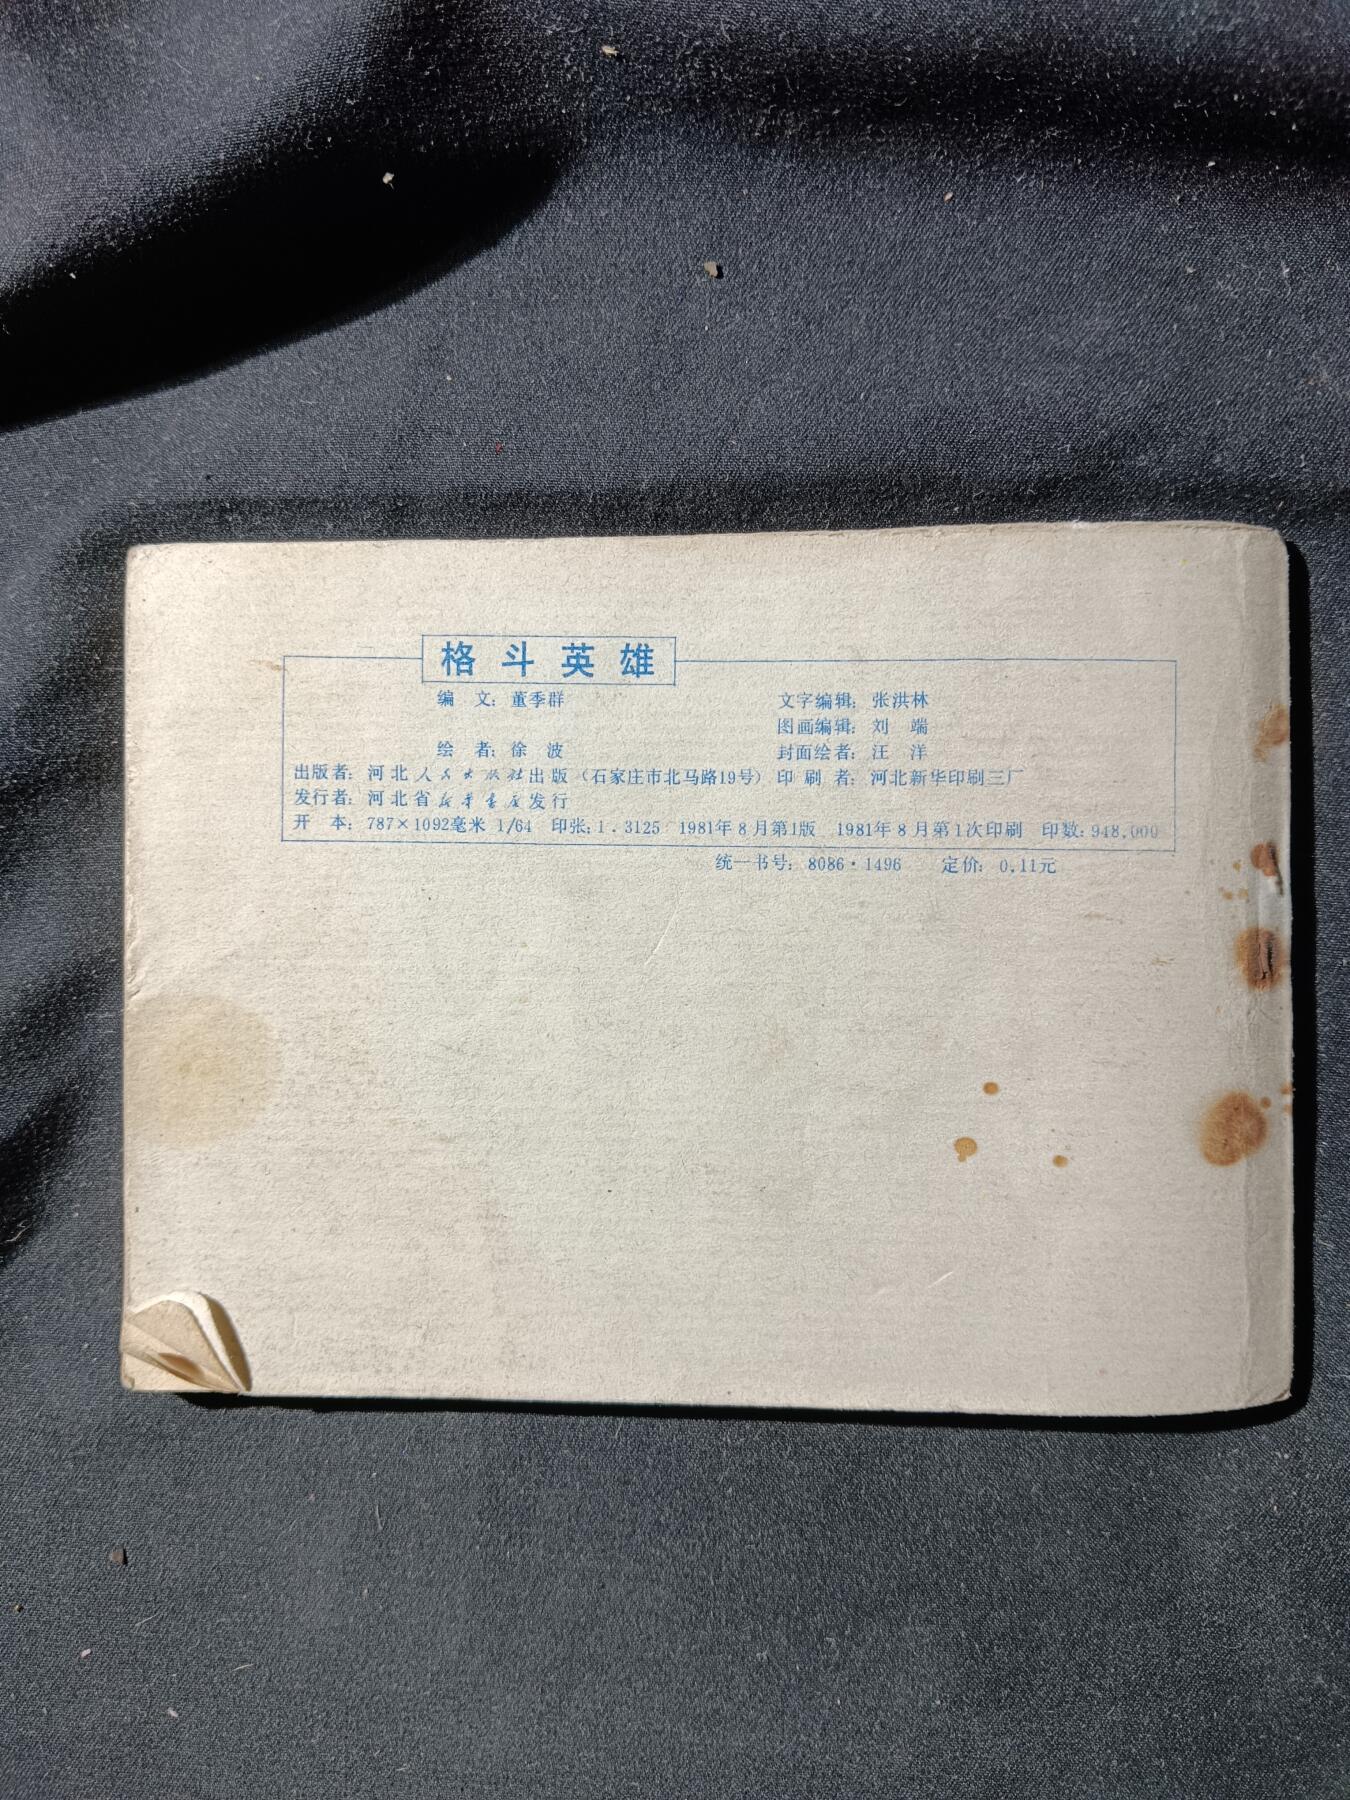 格斗英雄
编　文：董季群　文字编辑：张洪林
图画编辑：刘　端
绘　者：徐　波　封面绘者：汪　洋
出版者：河北人民出版社出版（石家庄市北马路19号）印 刷 者：河北新华印刷三厂
发行者：河北省新华书店发行
开　本：787×1092毫米 1/64　印张：1．3125　1981年8月第1版　1981年8月第1次印刷　印数：948,000
统一书号：8086·1496　定价：0.11元